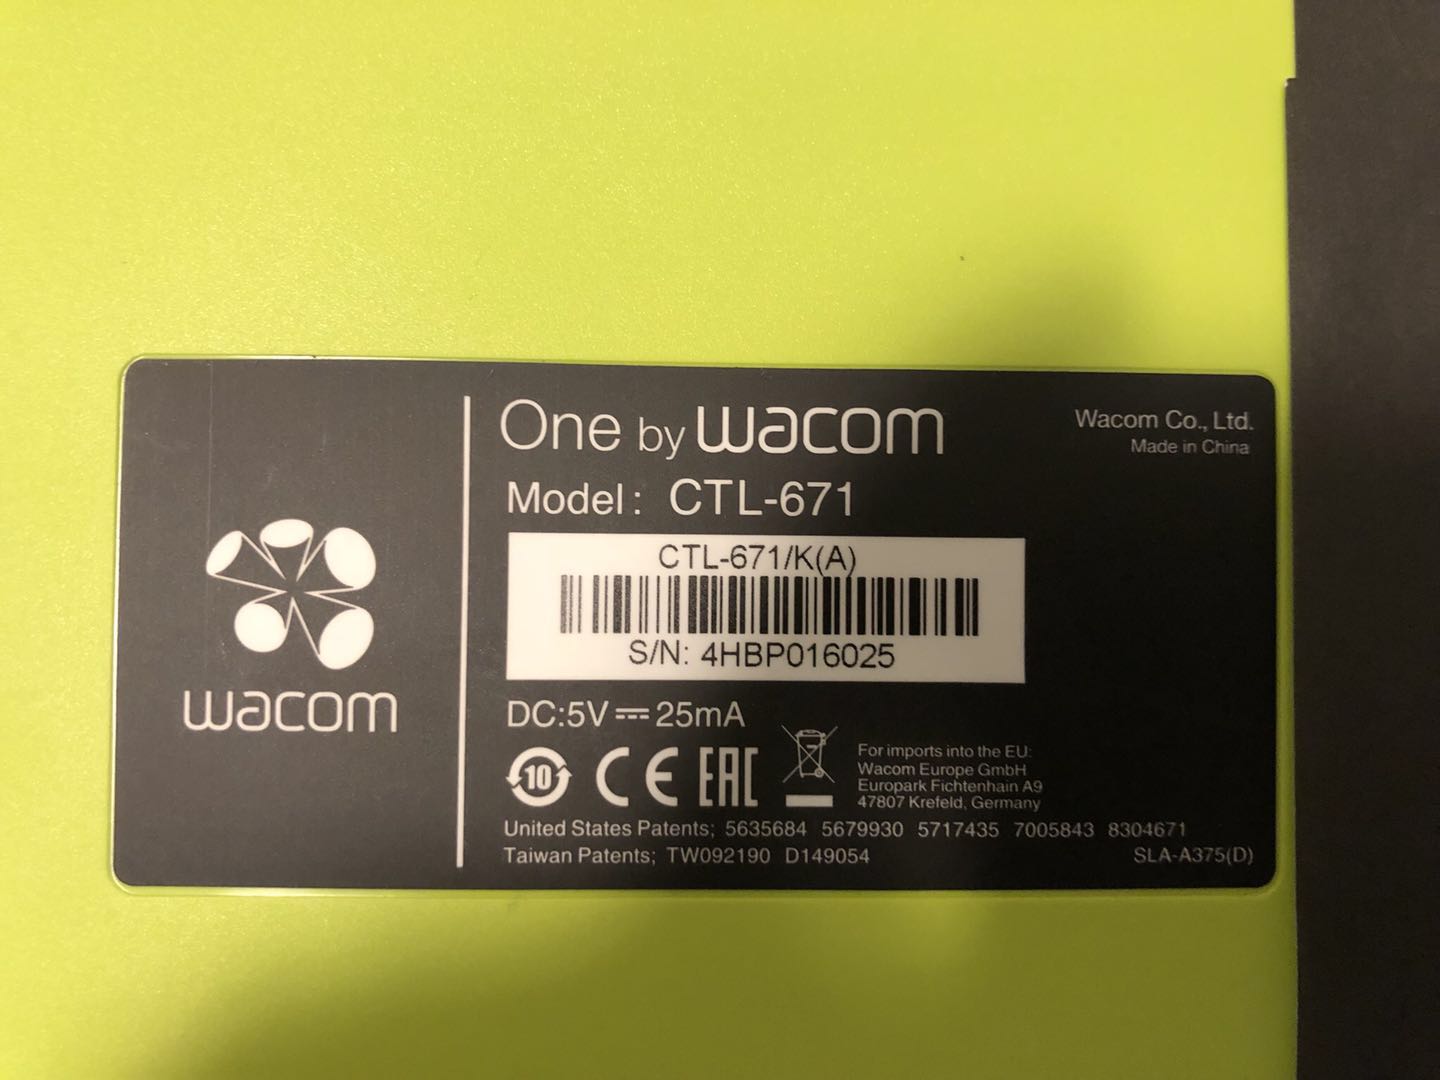 One by wacom
Wacom Co., Ltd.
Made in China
Model: CTL-671
CTL-671/K(A)
S/N: 4HBP016025
wacom
DC:5V⎓25mA
10
CE
EAC
For imports into the EU:
Wacom Europe GmbH
Europark Fichtenhain A9
47807 Krefeld, Germany
United States Patents; 5635684 5679930 5717435 7005843 8304671
Taiwan Patents; TW092190 D149054
SLA-A375(D)